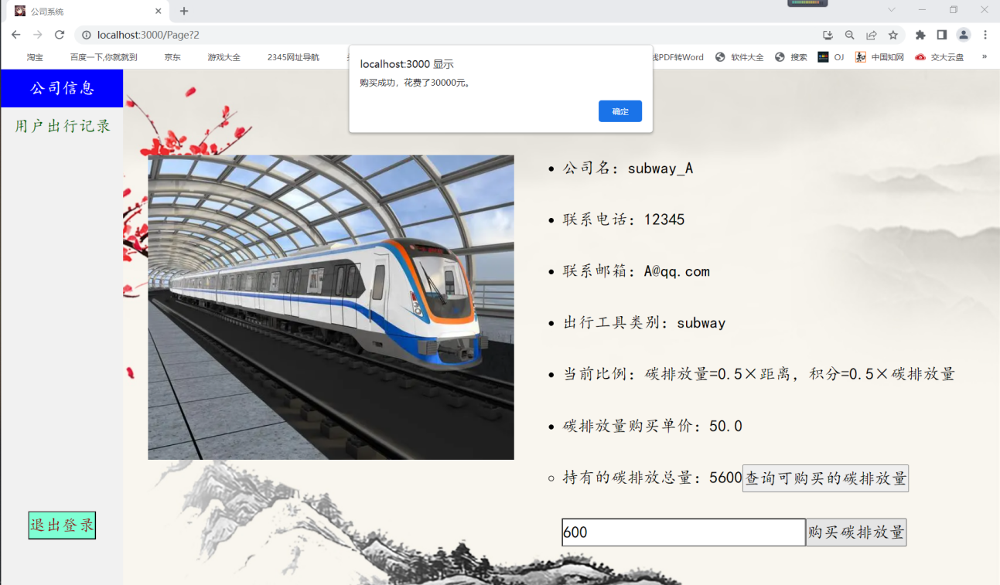 公司系统
localhost:3000/Page?2
淘宝 百度一下,你就就到 京东 游戏大全 2345网址导航 PDF转Word 软件大全 搜索 OJ 中国知网 交大云盘 »
localhost:3000 显示
购买成功，花费了30000元。
确定
公司信息
用户出行记录
退出登录
公司名：subway_A
联系电话：12345
联系邮箱：A@qq.com
出行工具类别：subway
当前比例：碳排放量=0.5×距离，积分=0.5×碳排放量
碳排放量购买单价：50.0
持有的碳排放总量：5600 查询可购买的碳排放量
600 购买碳排放量